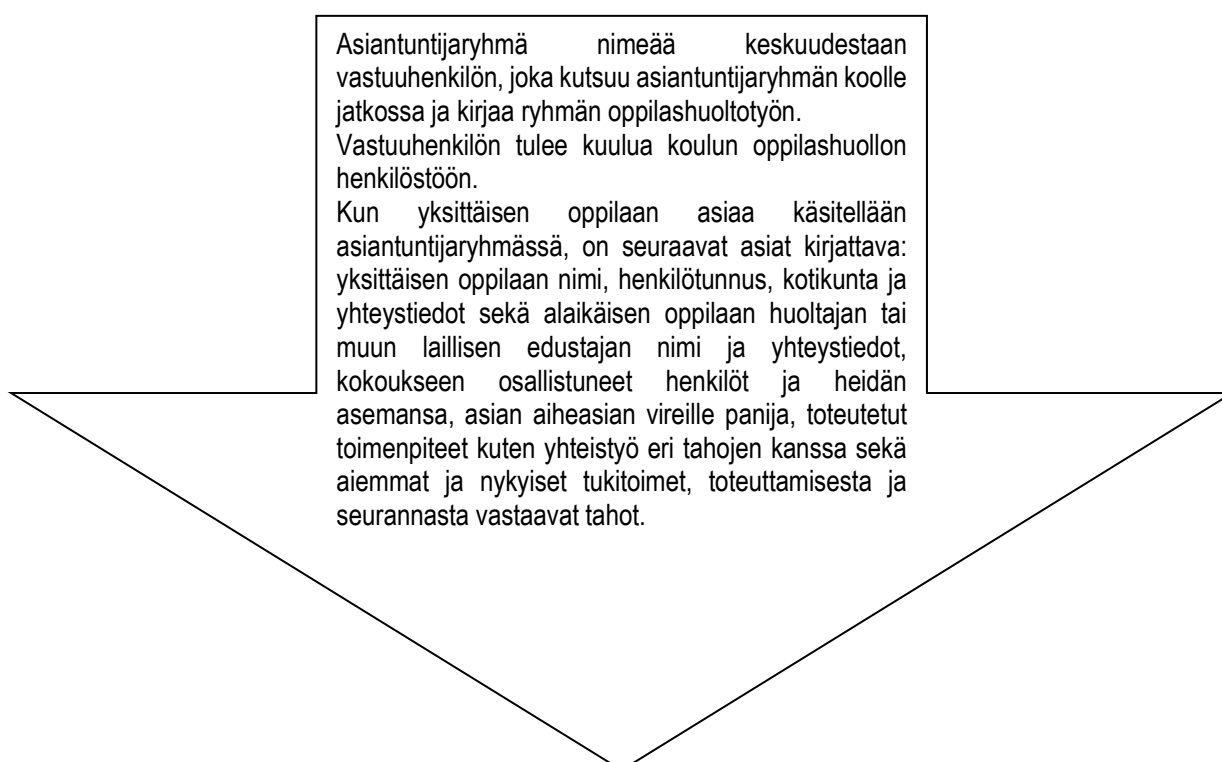 Asiantuntijaryhmä nimeää keskuudestaan
vastuuhenkilön, joka kutsuu asiantuntijaryhmän koolle
jatkossa ja kirjaa ryhmän oppilashuoltotyön.
Vastuuhenkilön tulee kuulua koulun oppilashuollon
henkilöstöön.
Kun yksittäisen oppilaan asiaa käsitellään
asiantuntijaryhmässä, on seuraavat asiat kirjattava:
yksittäisen oppilaan nimi, henkilötunnus, kotikunta ja
yhteystiedot sekä alaikäisen oppilaan huoltajan tai
muun laillisen edustajan nimi ja yhteystiedot,
kokoukseen osallistuneet henkilöt ja heidän
asemansa, asian aiheasian vireille panija, toteutetut
toimenpiteet kuten yhteistyö eri tahojen kanssa sekä
aiemmat ja nykyiset tukitoimet, toteuttamisesta ja
seurannasta vastaavat tahot.